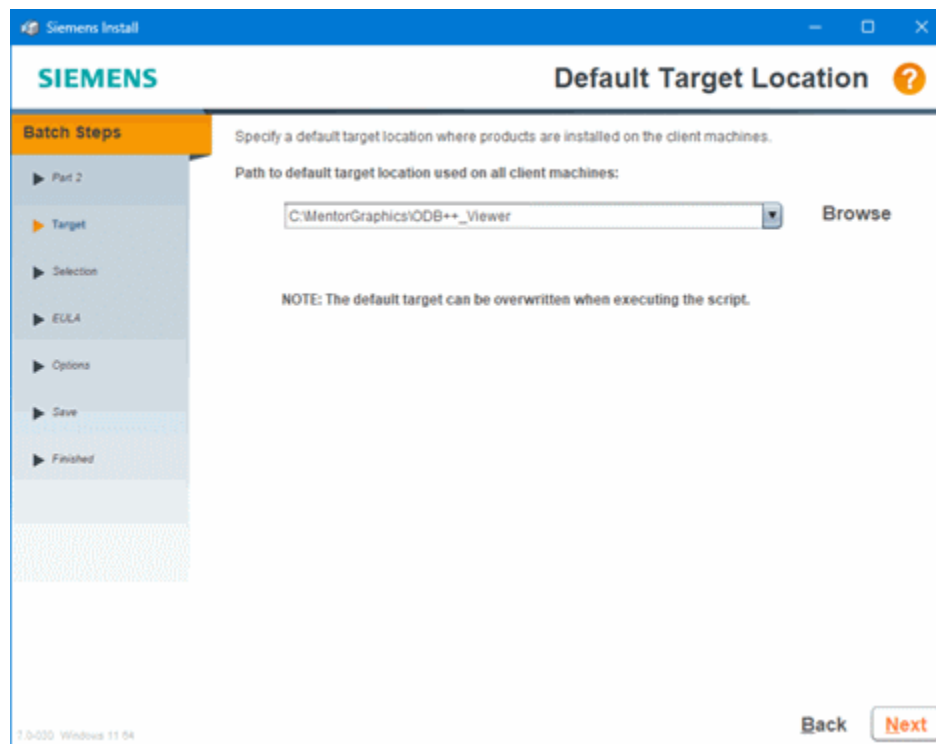 Siemens Install
SIEMENS
Default Target Location
?
Batch Steps
Part 2
Target
Selection
EULA
Options
Save
Finished
Specify a default target location where products are installed on the client machines.
Path to default target location used on all client machines:
C:\MentorGraphics\ODB++_Viewer
Browse
NOTE: The default target can be overwritten when executing the script.
7.0-030 Windows 11 64
Back
Next